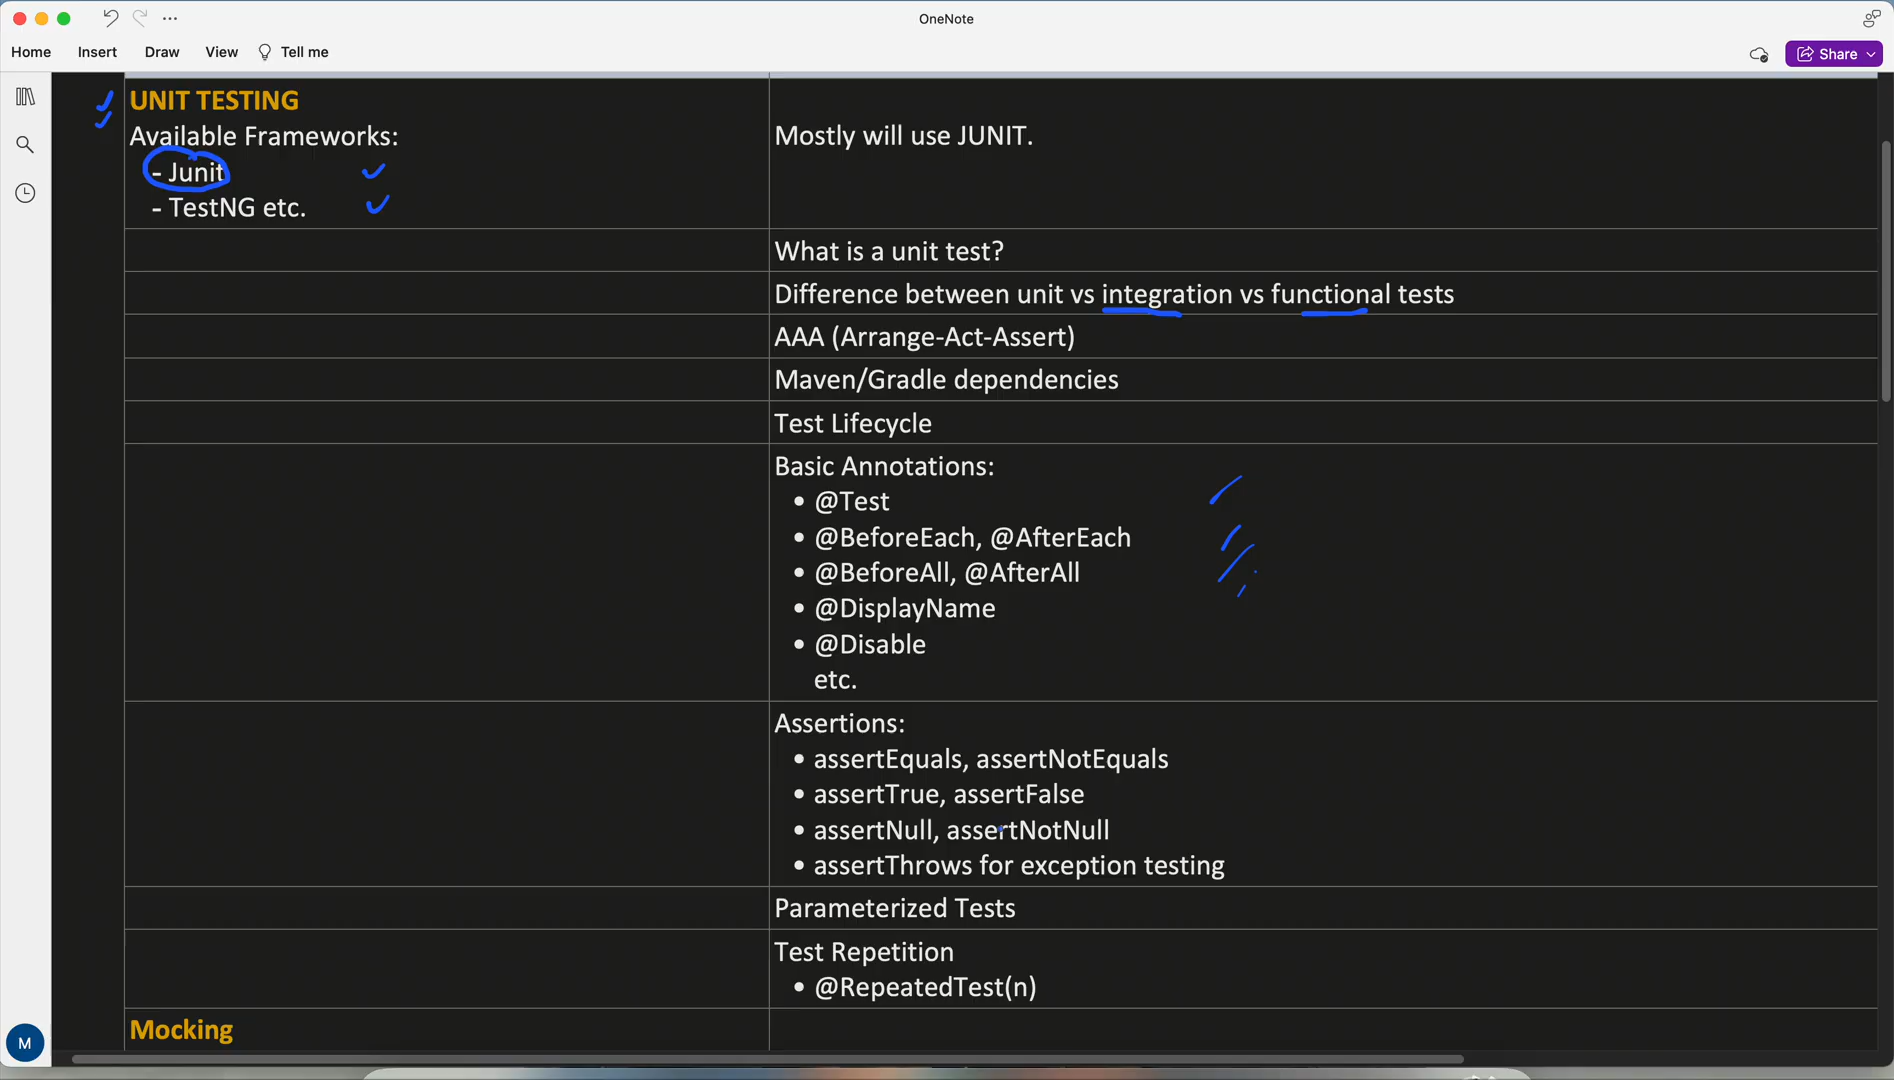 OneNote
Home Insert Draw View Tell me
Share
UNIT TESTING
Available Frameworks:
- Junit
- TestNG etc.
Mostly will use JUNIT.
What is a unit test?
Difference between unit vs integration vs functional tests
AAA (Arrange-Act-Assert)
Maven/Gradle dependencies
Test Lifecycle
Basic Annotations:
• @Test
• @BeforeEach, @AfterEach
• @BeforeAll, @AfterAll
• @DisplayName
• @Disable
etc.
Assertions:
• assertEquals, assertNotEquals
• assertTrue, assertFalse
• assertNull, assertNotNull
• assertThrows for exception testing
Parameterized Tests
Test Repetition
• @RepeatedTest(n)
Mocking
M